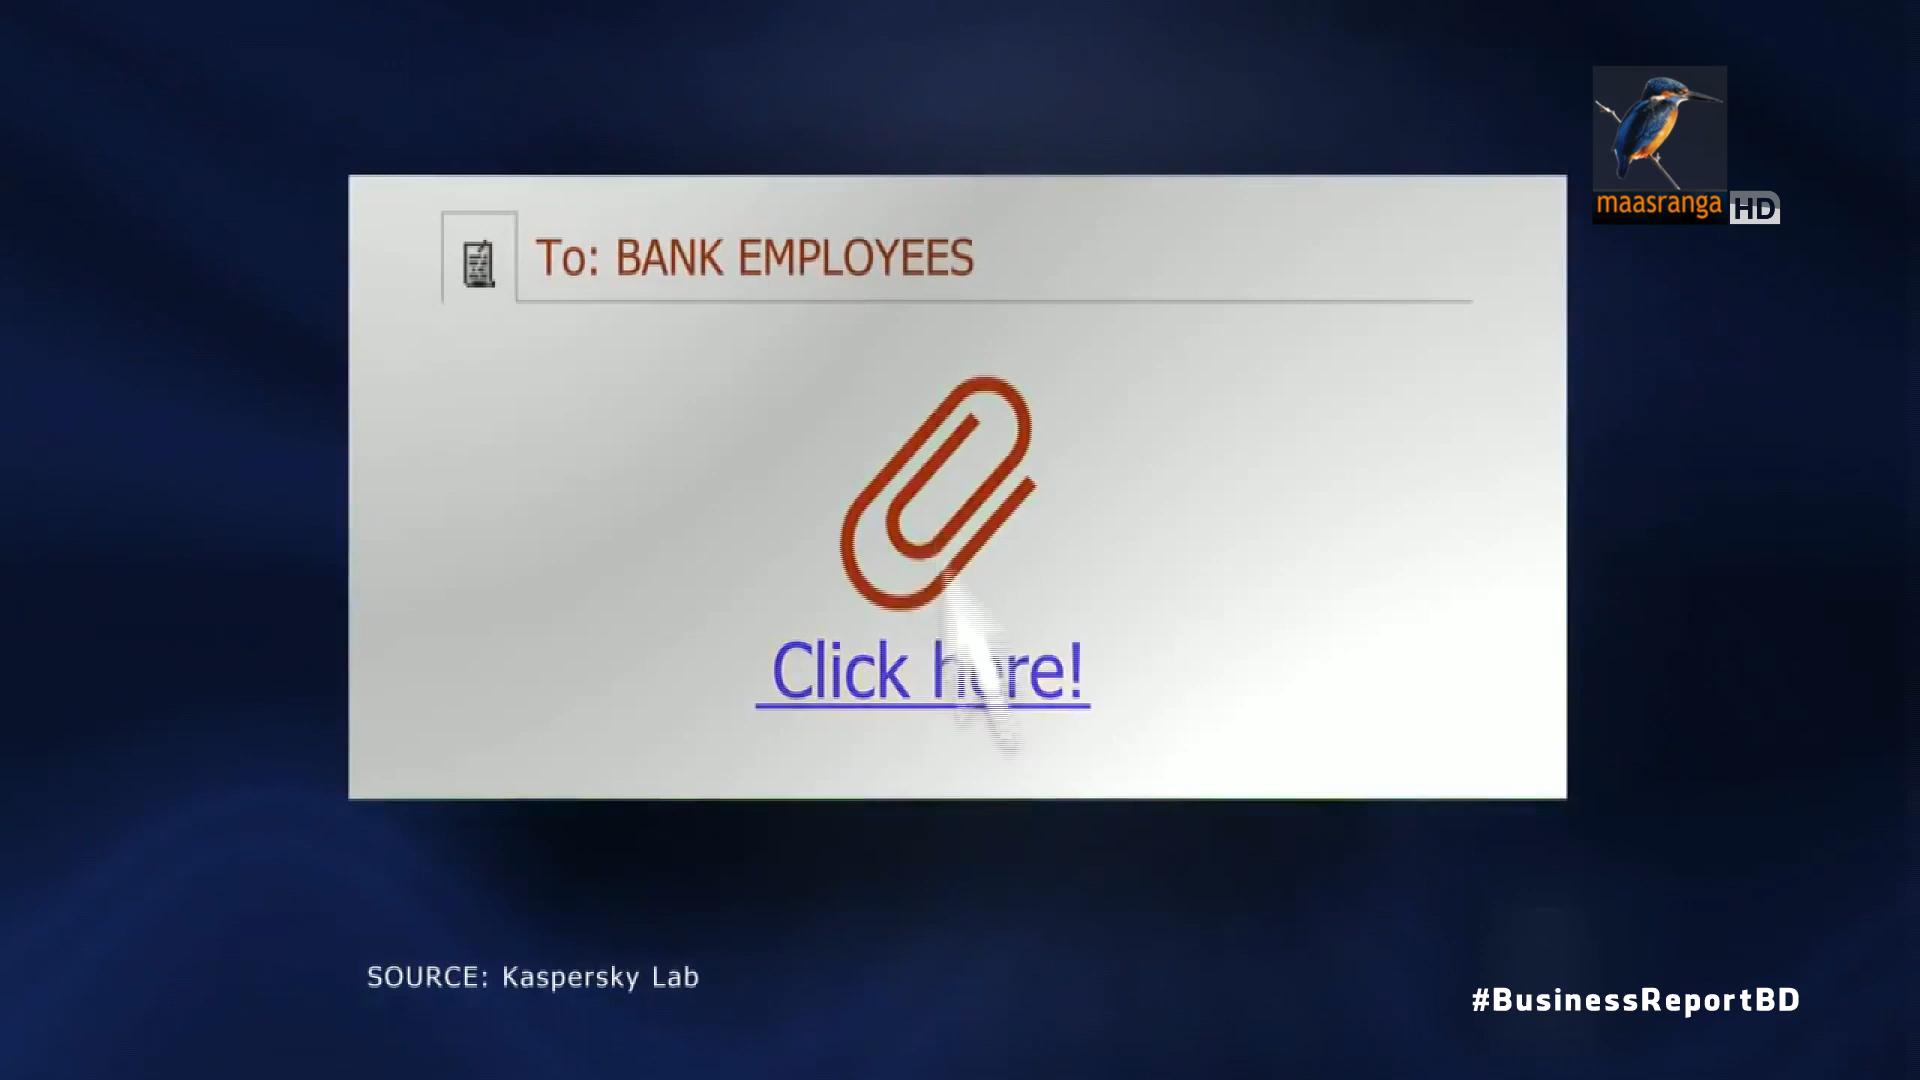 maasranga HD
To: BANK EMPLOYEES
Click here!
SOURCE: Kaspersky Lab
#BusinessReportBD